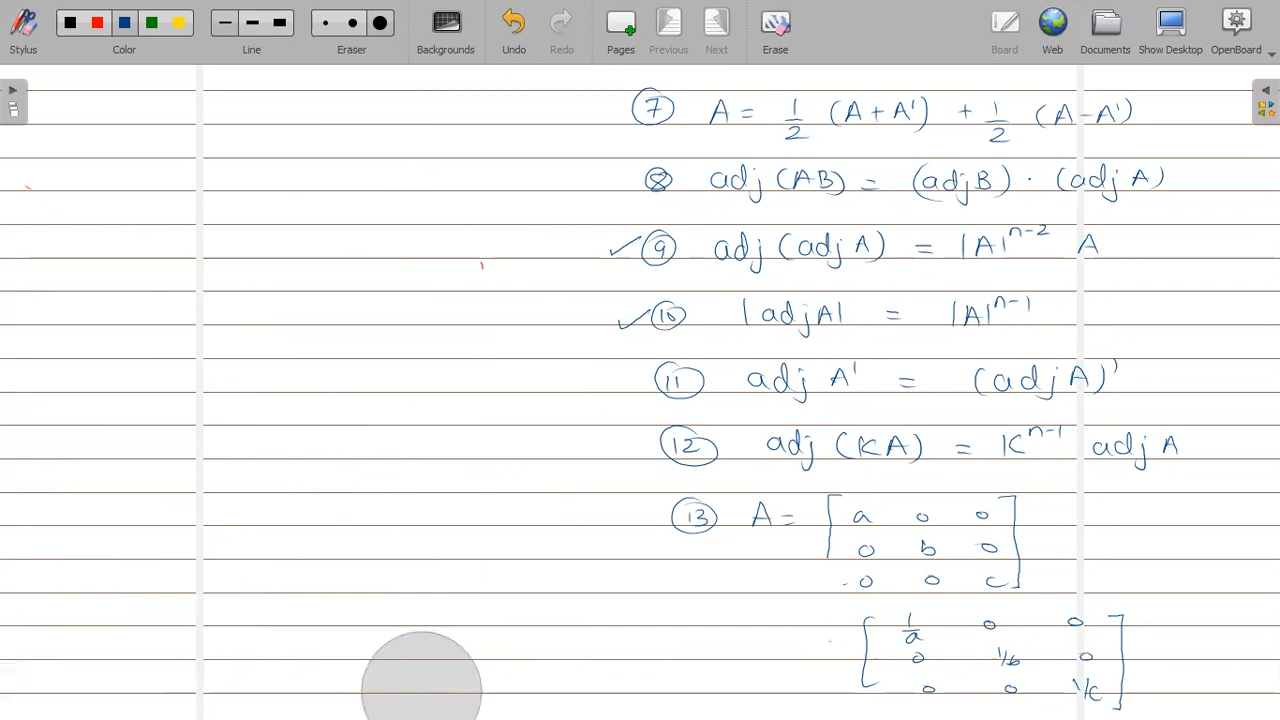 Stylus Color Line Eraser Backgrounds Undo Redo Pages Previous Next Erase Board Web Documents Show Desktop OpenBoard
7 A = 1/2 (A + A') + 1/2 (A - A')
8 adj (AB) = (adj B) · (adj A)
✓ 9 adj (adj A) = |A|^(n-2) A
✓ 10 |adj A| = |A|^(n-1)
11 adj A' = (adj A)'
12 adj (KA) = K^(n-1) adj A
13 A = [ a 0 0
0 b 0
0 0 c ]
[ 1/a 0 0
0 1/b 0
0 0 1/c ]